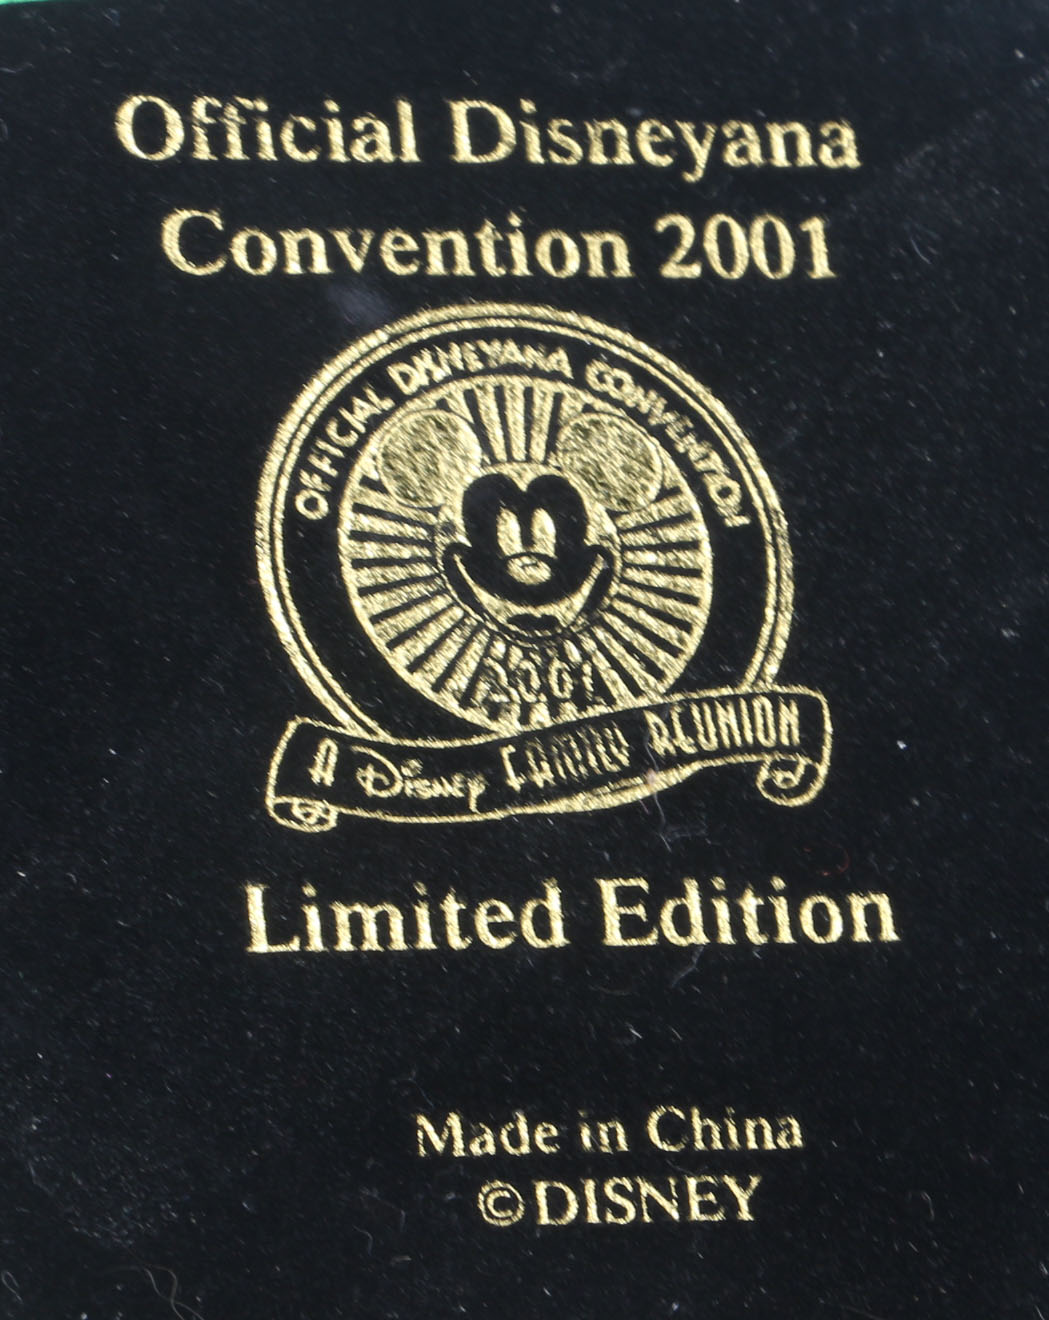 Official Disneyana
Convention 2001
OFFICIAL DISNEYANA CONVENTION
2001
A Disney FAMILY REUNION
Limited Edition
Made in China
©DISNEY